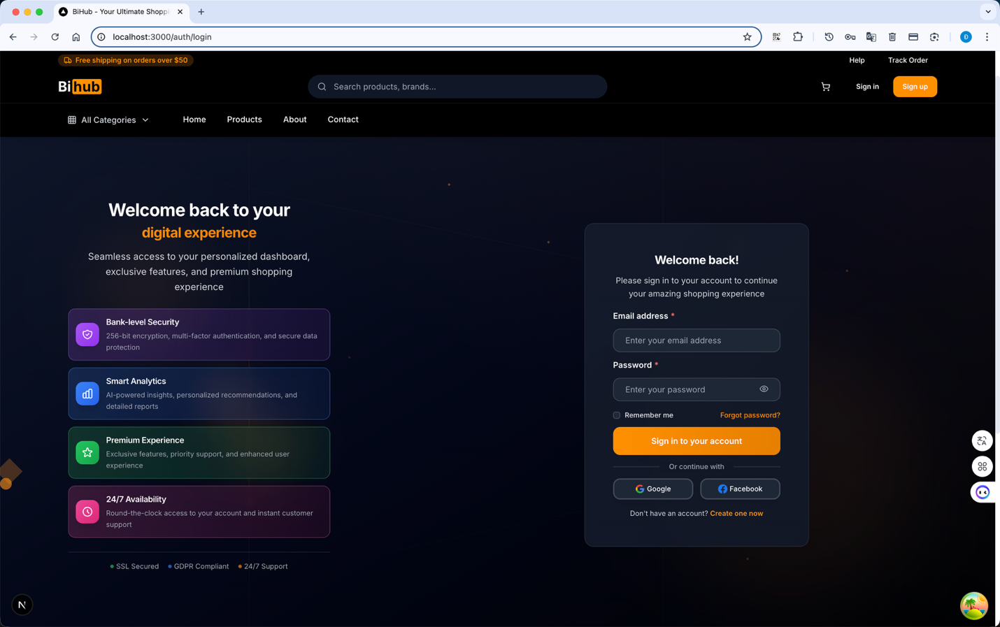 BiHub - Your Ultimate Shoppi
localhost:3000/auth/login
Đ
Free shipping on orders over $50
Help
Track Order
Bihub
Search products, brands...
Sign in
Sign up
All Categories
Home
Products
About
Contact
Welcome back to your
digital experience
Seamless access to your personalized dashboard,
exclusive features, and premium shopping
experience
Bank-level Security
256-bit encryption, multi-factor authentication, and secure data
protection
Smart Analytics
AI-powered insights, personalized recommendations, and
detailed reports
Premium Experience
Exclusive features, priority support, and enhanced user
experience
24/7 Availability
Round-the-clock access to your account and instant customer
support
SSL Secured
GDPR Compliant
24/7 Support
Welcome back!
Please sign in to your account to continue
your amazing shopping experience
Email address *
Enter your email address
Password *
Enter your password
Remember me
Forgot password?
Sign in to your account
Or continue with
Google
Facebook
Don't have an account? Create one now
N